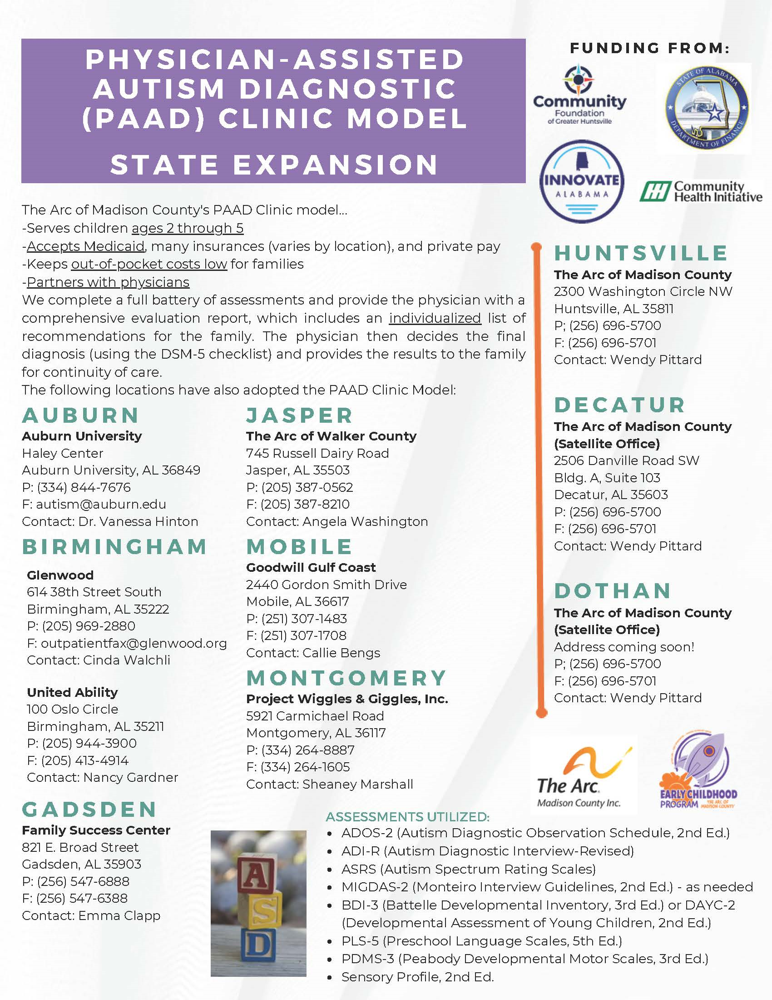 PHYSICIAN-ASSISTED
AUTISM DIAGNOSTIC
(PAAD) CLINIC MODEL
STATE EXPANSION
FUNDING FROM:
Community
Foundation
of Greater Huntsville
STATE OF ALABAMA
DEPARTMENT OF FINANCE
INNOVATE
ALABAMA
Community
Health Initiative
The Arc of Madison County's PAAD Clinic model...
-Serves children ages 2 through 5
-Accepts Medicaid, many insurances (varies by location), and private pay
-Keeps out-of-pocket costs low for families
-Partners with physicians
We complete a full battery of assessments and provide the physician with a
comprehensive evaluation report, which includes an individualized list of
recommendations for the family. The physician then decides the final
diagnosis (using the DSM-5 checklist) and provides the results to the family
for continuity of care.
The following locations have also adopted the PAAD Clinic Model:
AUBURN
Auburn University
Haley Center
Auburn University, AL 36849
P: (334) 844-7676
F: autism@auburn.edu
Contact: Dr. Vanessa Hinton
BIRMINGHAM
Glenwood
614 38th Street South
Birmingham, AL 35222
P: (205) 969-2880
F: outpatientfax@glenwood.org
Contact: Cinda Walchli
United Ability
100 Oslo Circle
Birmingham, AL 35211
P: (205) 944-3900
F: (205) 413-4914
Contact: Nancy Gardner
GADSDEN
Family Success Center
821 E. Broad Street
Gadsden, AL 35903
P: (256) 547-6888
F: (256) 547-6388
Contact: Emma Clapp
JASPER
The Arc of Walker County
745 Russell Dairy Road
Jasper, AL 35503
P: (205) 387-0562
F: (205) 387-8210
Contact: Angela Washington
MOBILE
Goodwill Gulf Coast
2440 Gordon Smith Drive
Mobile, AL 36617
P: (251) 307-1483
F: (251) 307-1708
Contact: Callie Bengs
MONTGOMERY
Project Wiggles & Giggles, Inc.
5921 Carmichael Road
Montgomery, AL 36117
P: (334) 264-8887
F: (334) 264-1605
Contact: Sheaney Marshall
HUNTSVILLE
The Arc of Madison County
2300 Washington Circle NW
Huntsville, AL 35811
P; (256) 696-5700
F: (256) 696-5701
Contact: Wendy Pittard
DECATUR
The Arc of Madison County
(Satellite Office)
2506 Danville Road SW
Bldg. A, Suite 103
Decatur, AL 35603
P: (256) 696-5700
F: (256) 696-5701
Contact: Wendy Pittard
DOTHAN
The Arc of Madison County
(Satellite Office)
Address coming soon!
P; (256) 696-5700
F: (256) 696-5701
Contact: Wendy Pittard
The Arc.
Madison County Inc.
EARLY CHILDHOOD
PROGRAM THE ARC OF
MADISON COUNTY
A
S
D
ASSESSMENTS UTILIZED:
• ADOS-2 (Autism Diagnostic Observation Schedule, 2nd Ed.)
• ADI-R (Autism Diagnostic Interview-Revised)
• ASRS (Autism Spectrum Rating Scales)
• MIGDAS-2 (Monteiro Interview Guidelines, 2nd Ed.) - as needed
• BDI-3 (Battelle Developmental Inventory, 3rd Ed.) or DAYC-2
(Developmental Assessment of Young Children, 2nd Ed.)
• PLS-5 (Preschool Language Scales, 5th Ed.)
• PDMS-3 (Peabody Developmental Motor Scales, 3rd Ed.)
• Sensory Profile, 2nd Ed.